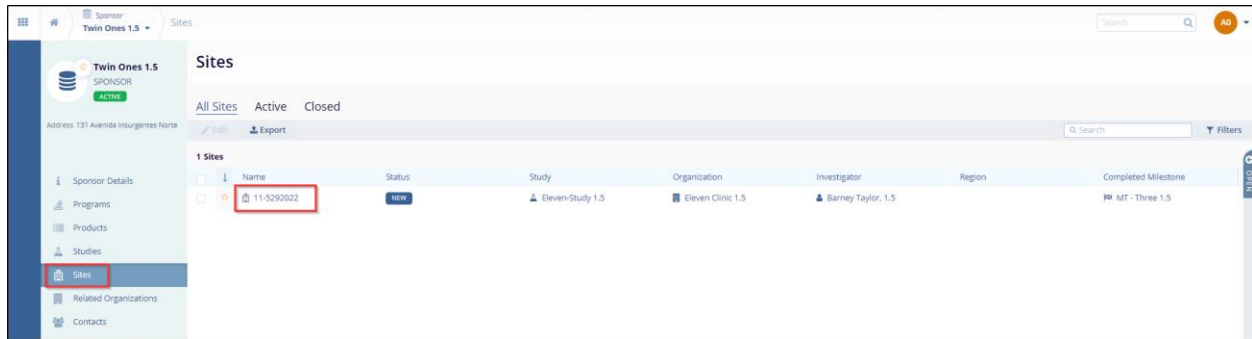 Sponsor
Twin Ones 1.5
Sites
Search
AO
Twin Ones 1.5
SPONSOR
ACTIVE
Address 131 Avenida Insurgentes Norte
Sponsor Details
Programs
Products
Studies
Sites
Related Organizations
Contacts
Sites
All Sites Active Closed
Edit Export Search Filters
1 Sites
Name Status Study Organization Investigator Region Completed Milestone
11-5292022 NEW Eleven-Study 1.5 Eleven Clinic 1.5 Barney Taylor, 1.5 MT - Three 1.5
OPEN